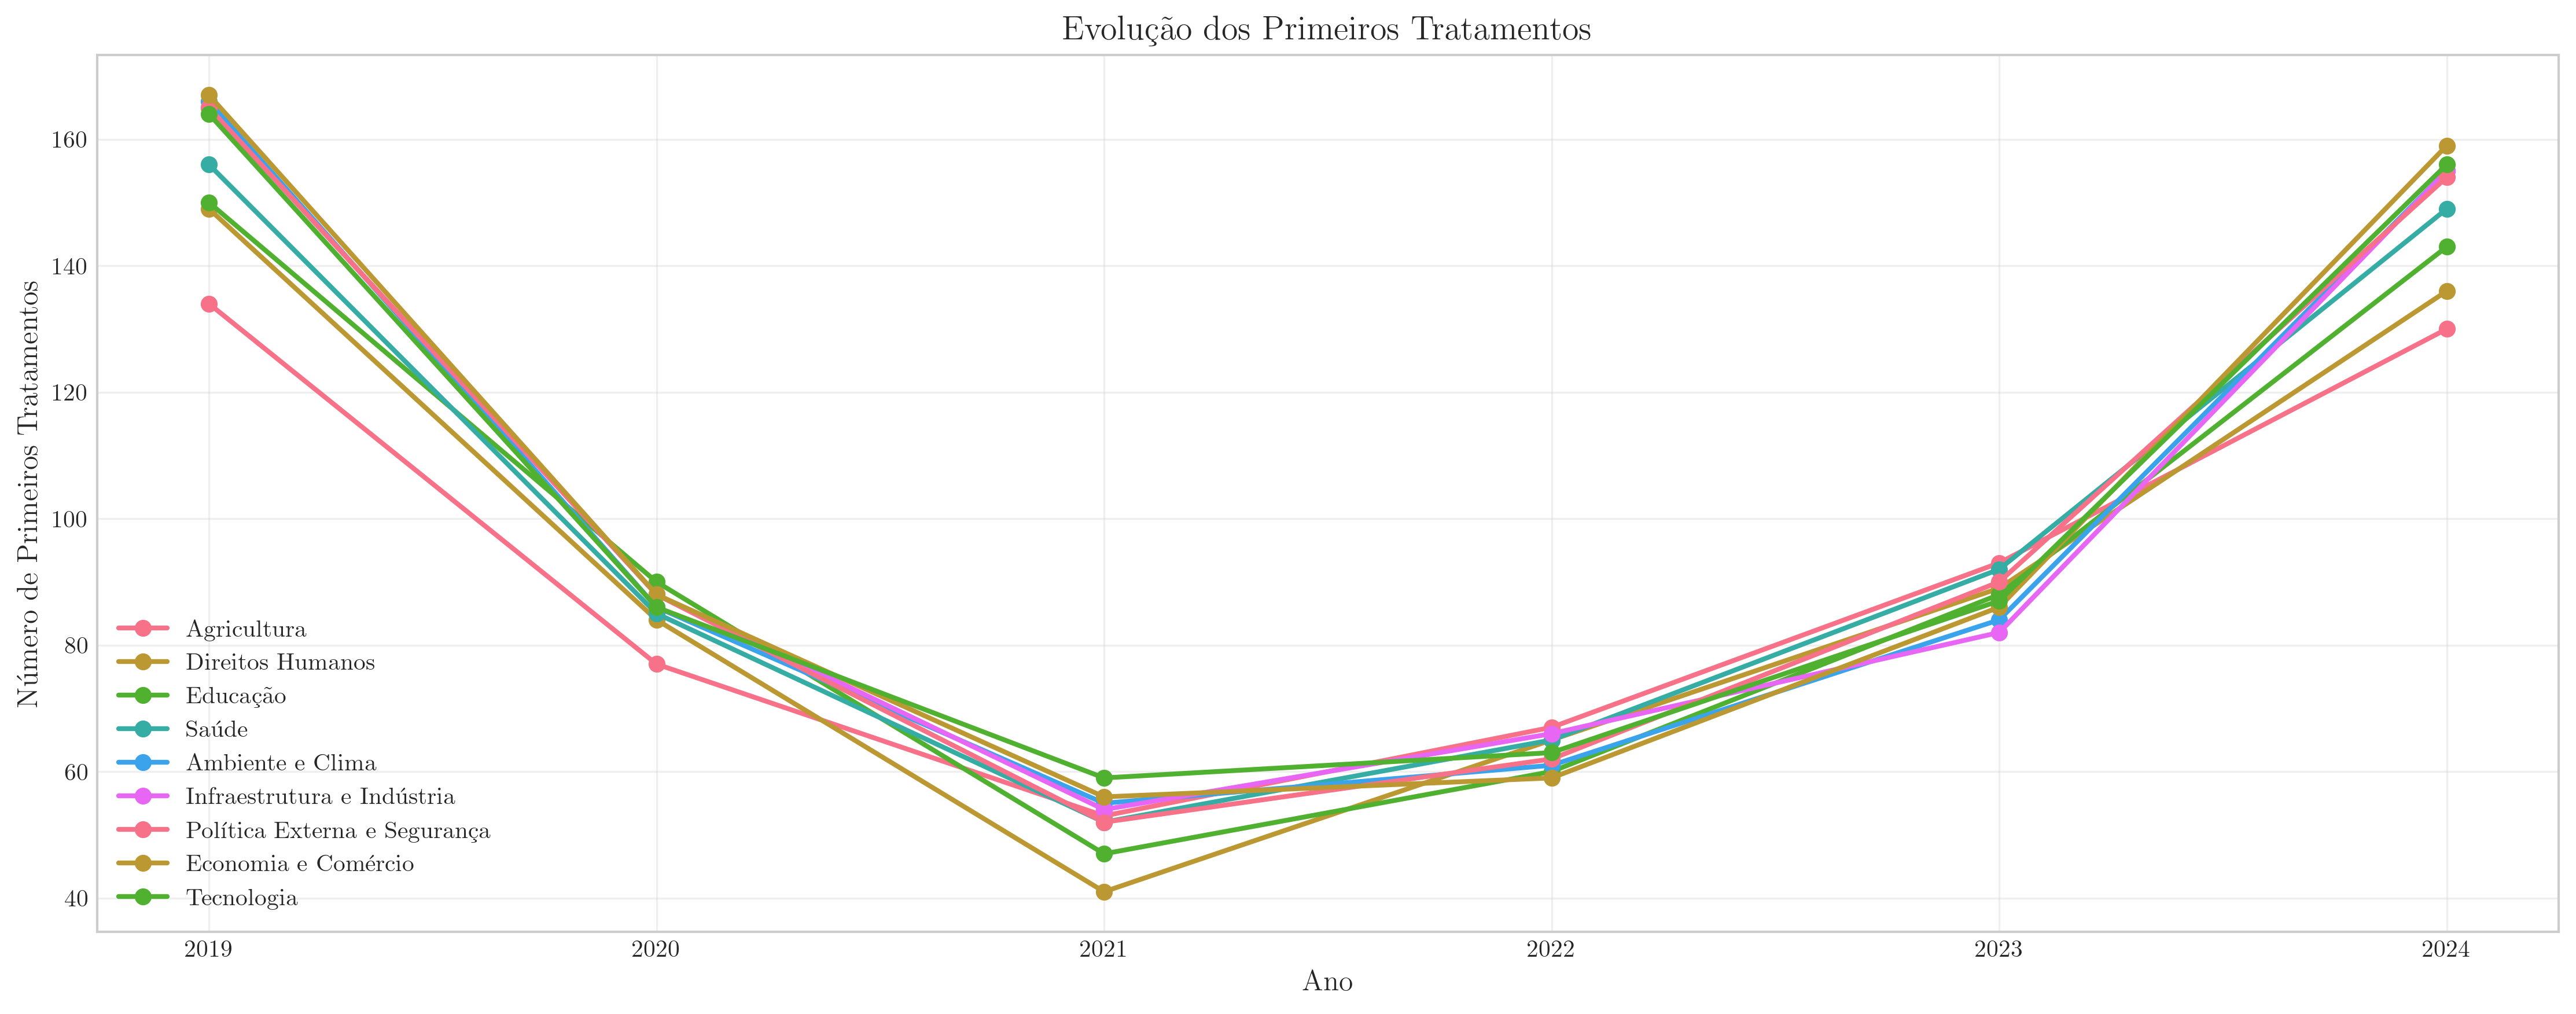 Evolução dos Primeiros Tratamentos
Número de Primeiros Tratamentos
160
140
120
100
80
60
40
Agricultura
Direitos Humanos
Educação
Saúde
Ambiente e Clima
Infraestrutura e Indústria
Política Externa e Segurança
Economia e Comércio
Tecnologia
2019 2020 2021 2022 2023 2024
Ano